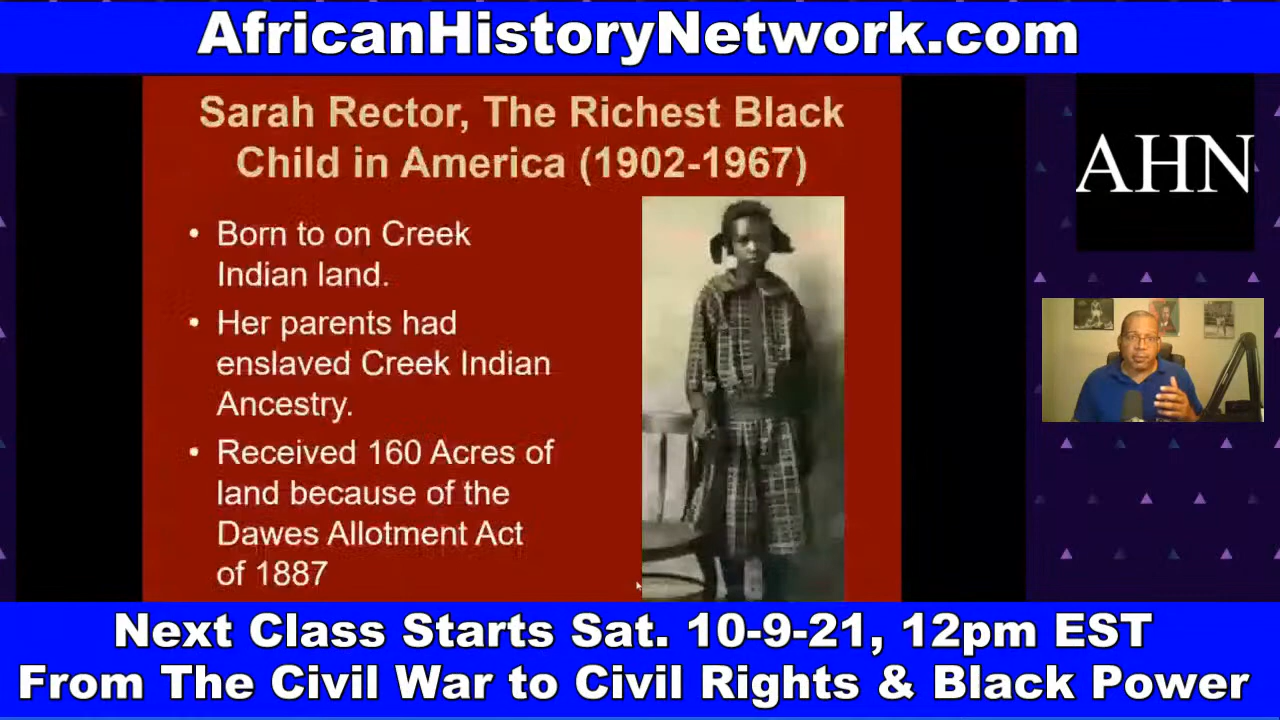 AfricanHistoryNetwork.com
Sarah Rector, The Richest Black
Child in America (1902-1967)
• Born to on Creek
Indian land.
• Her parents had
enslaved Creek Indian
Ancestry.
• Received 160 Acres of
land because of the
Dawes Allotment Act
of 1887
AHN
Next Class Starts Sat. 10-9-21, 12pm EST
From The Civil War to Civil Rights & Black Power